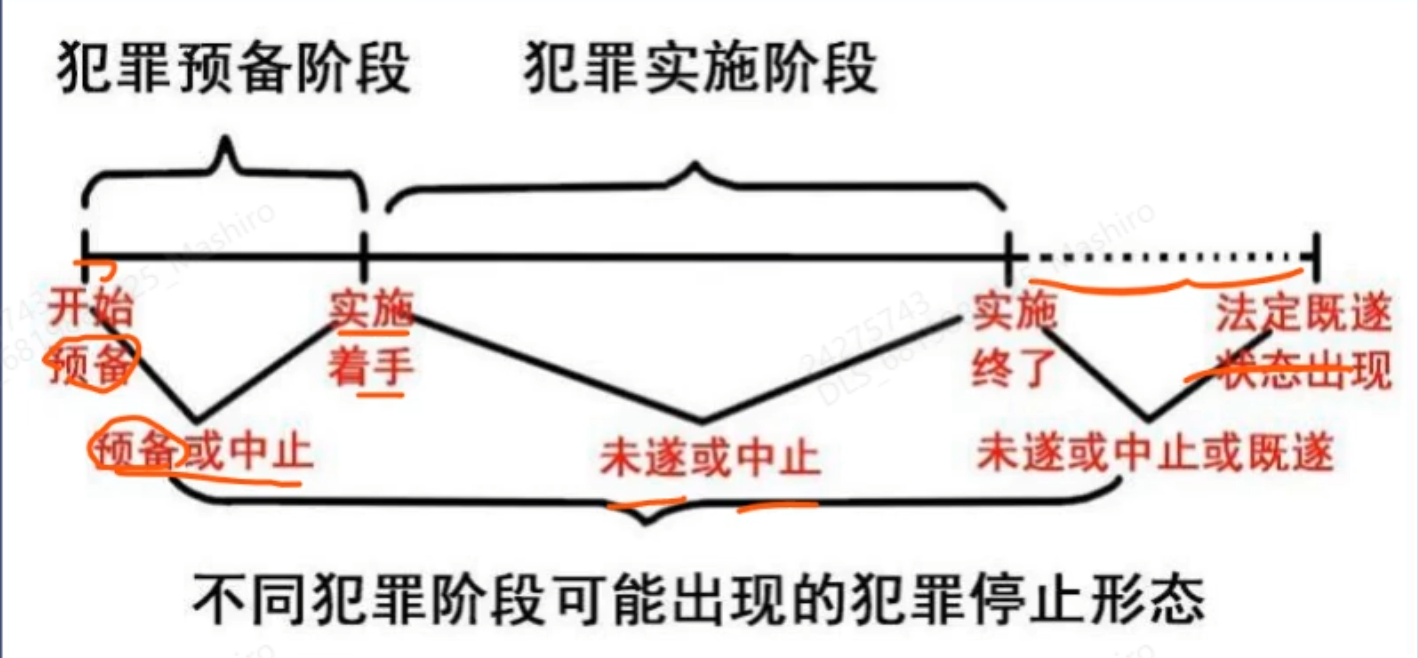 犯罪预备阶段 犯罪实施阶段
开始 实施 实施 法定既遂
预备 着手 终了 状态出现
预备或中止 未遂或中止 未遂或中止或既遂
不同犯罪阶段可能出现的犯罪停止形态
24275743